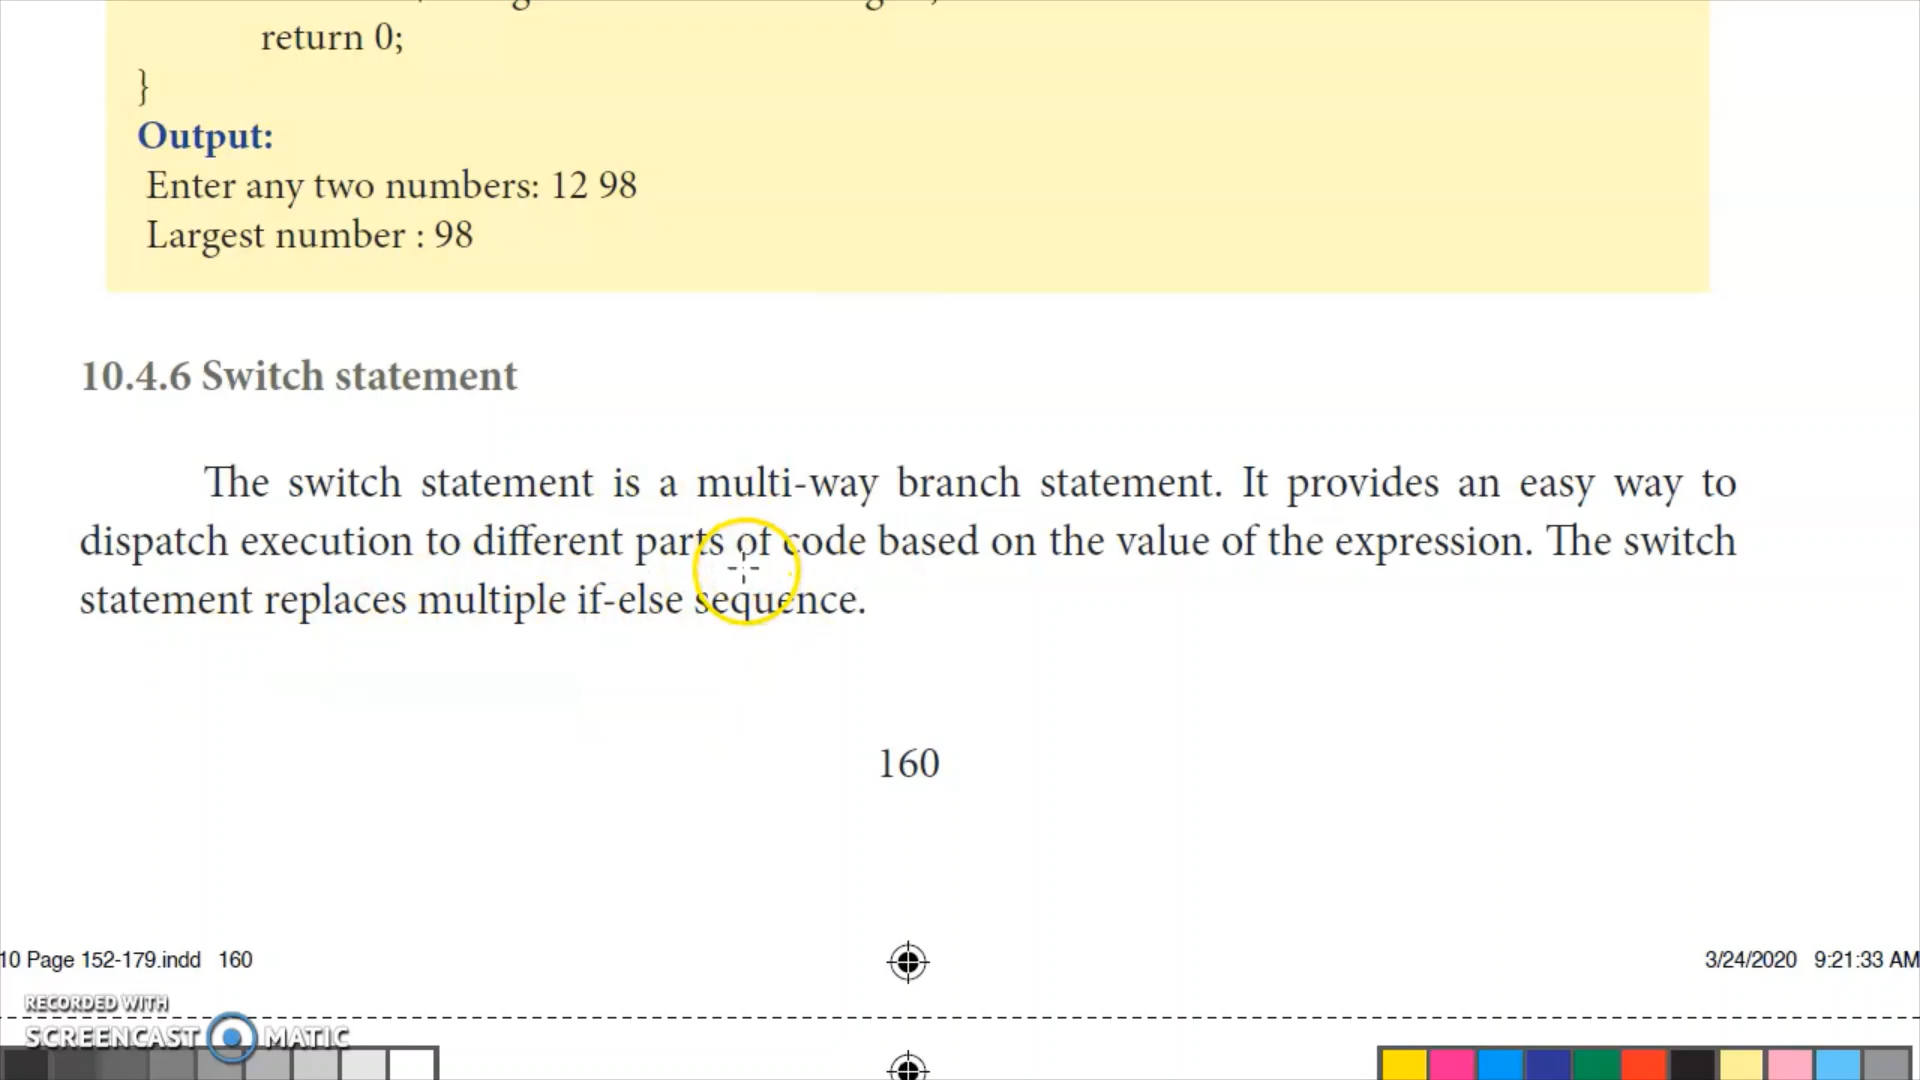 return 0;
}
Output:
Enter any two numbers: 12 98
Largest number : 98
10.4.6 Switch statement
The switch statement is a multi-way branch statement. It provides an easy way to
dispatch execution to different parts of code based on the value of the expression. The switch
statement replaces multiple if-else sequence.
160
10 Page 152-179.indd 160
3/24/2020 9:21:33 AM
RECORDED WITH
SCREENCAST MATIC